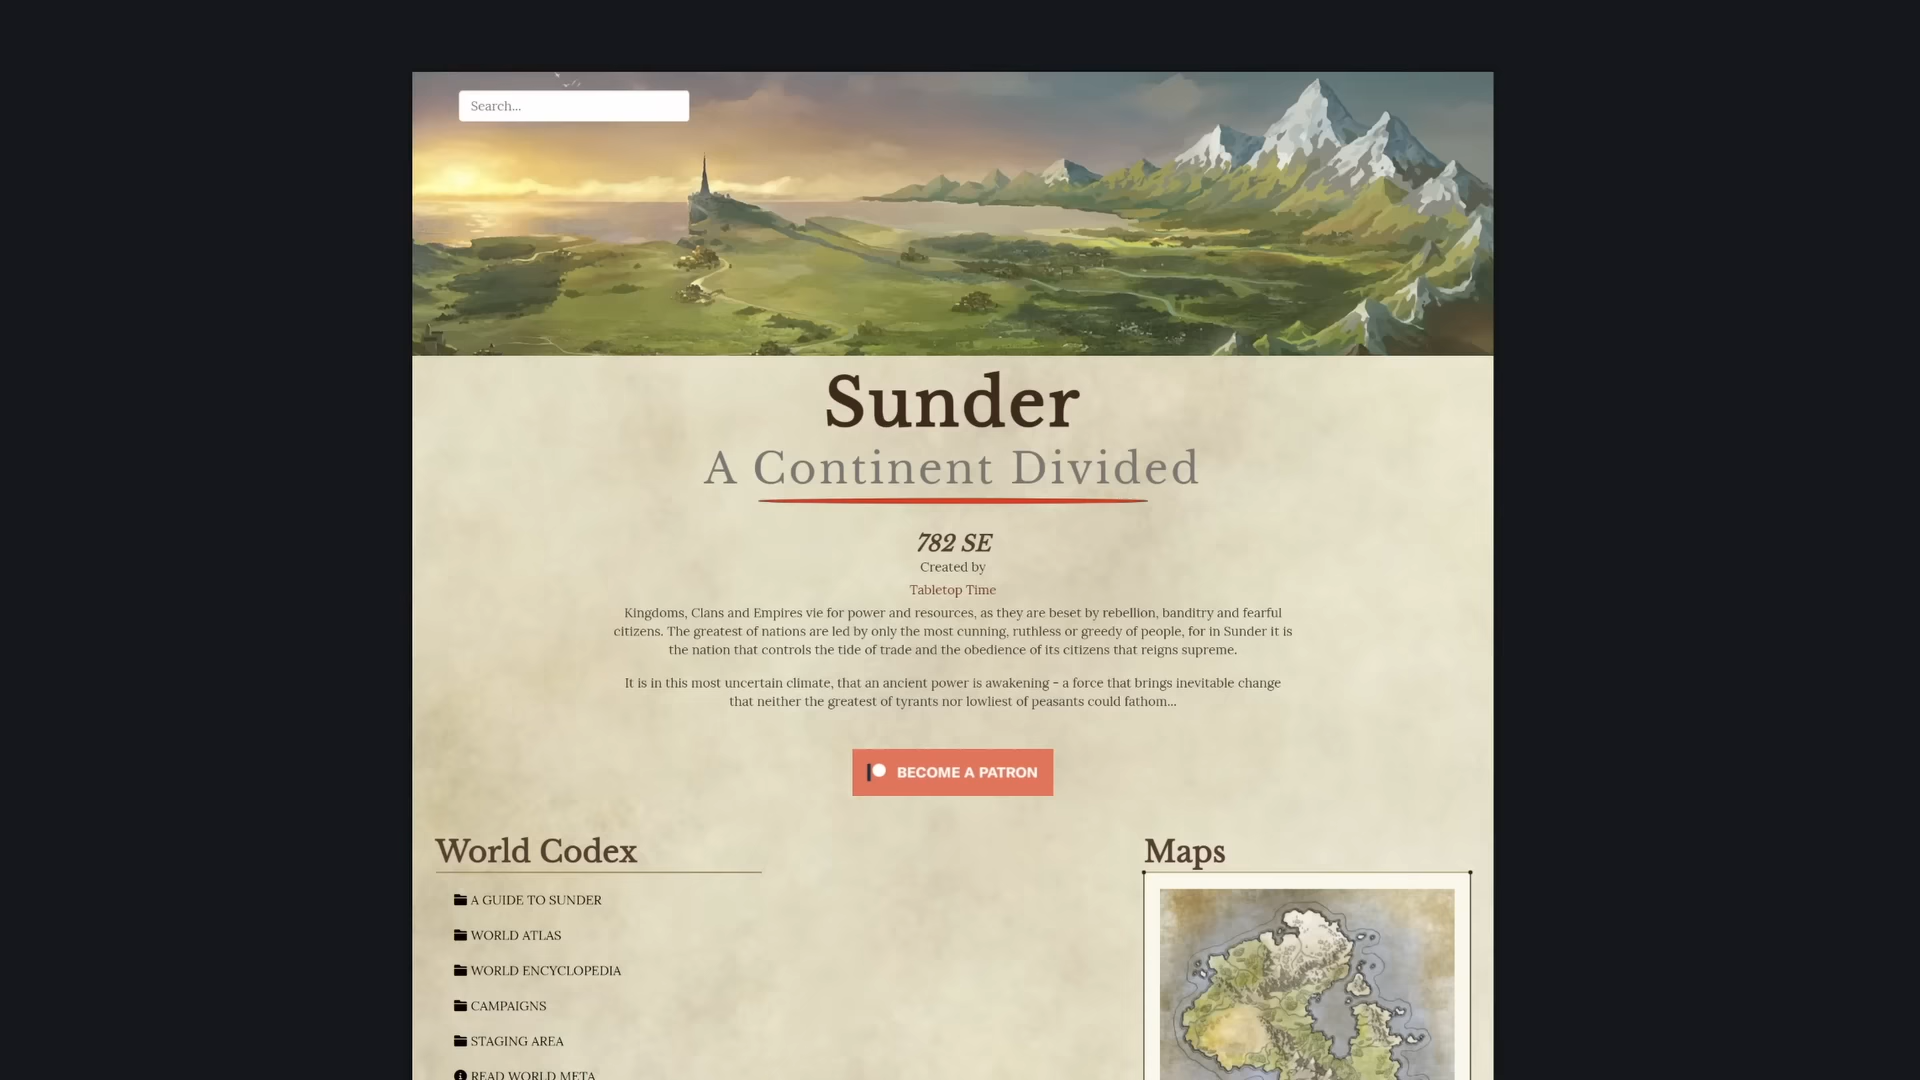 Search...
Sunder
A Continent Divided
782 SE
Created by
Tabletop Time
Kingdoms, Clans and Empires vie for power and resources, as they are beset by rebellion, banditry and fearful
citizens. The greatest of nations are led by only the most cunning, ruthless or greedy of people, for in Sunder it is
the nation that controls the tide of trade and the obedience of its citizens that reigns supreme.
It is in this most uncertain climate, that an ancient power is awakening - a force that brings inevitable change
that neither the greatest of tyrants nor lowliest of peasants could fathom...
BECOME A PATRON
World Codex
A GUIDE TO SUNDER
WORLD ATLAS
WORLD ENCYCLOPEDIA
CAMPAIGNS
STAGING AREA
READ WORLD META
Maps